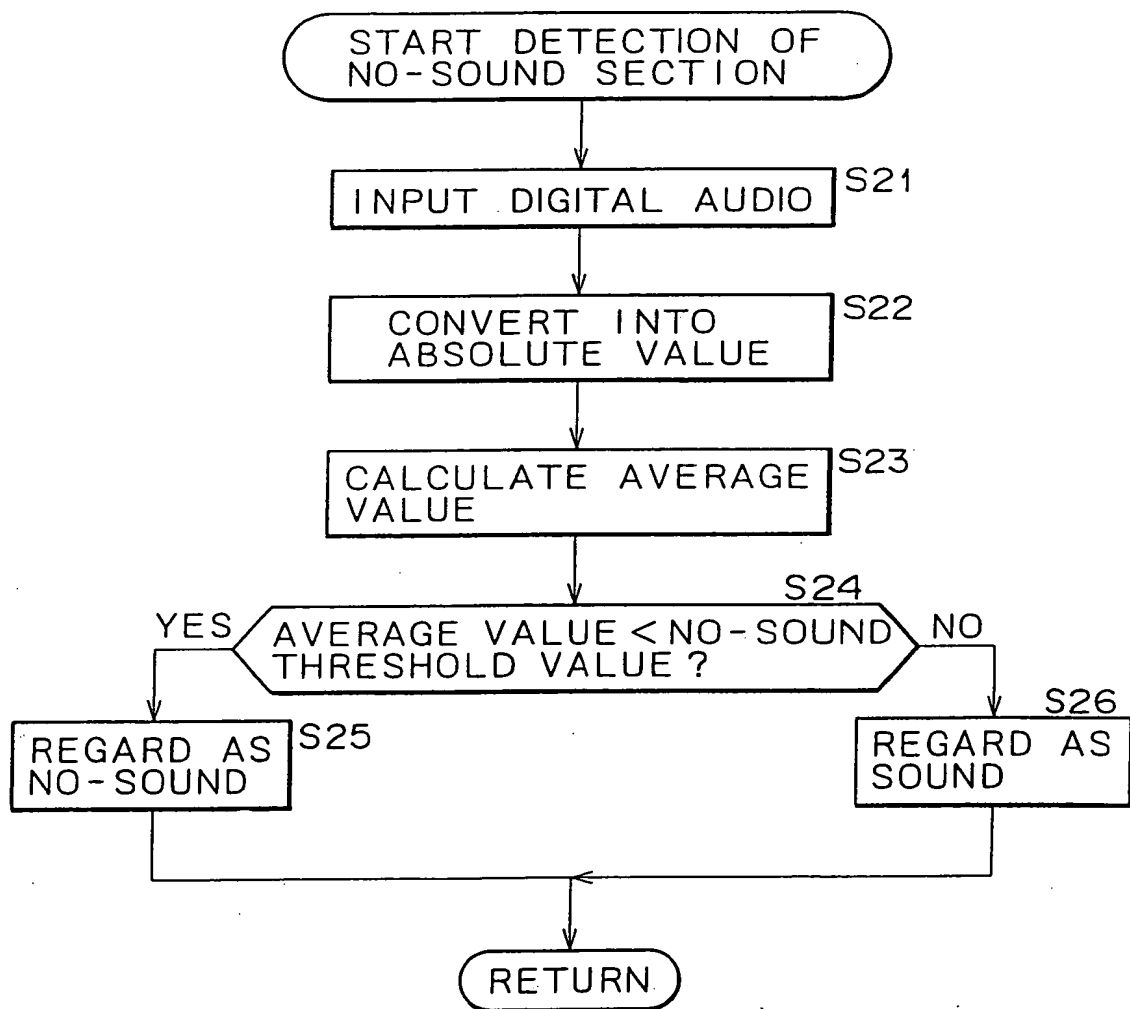 START DETECTION OF
NO-SOUND SECTION
S21
INPUT DIGITAL AUDIO
S22
CONVERT INTO
ABSOLUTE VALUE
S23
CALCULATE AVERAGE
VALUE
S24
YES
AVERAGE VALUE < NO-SOUND
THRESHOLD VALUE ?
NO
S25
REGARD AS
NO-SOUND
S26
REGARD AS
SOUND
RETURN